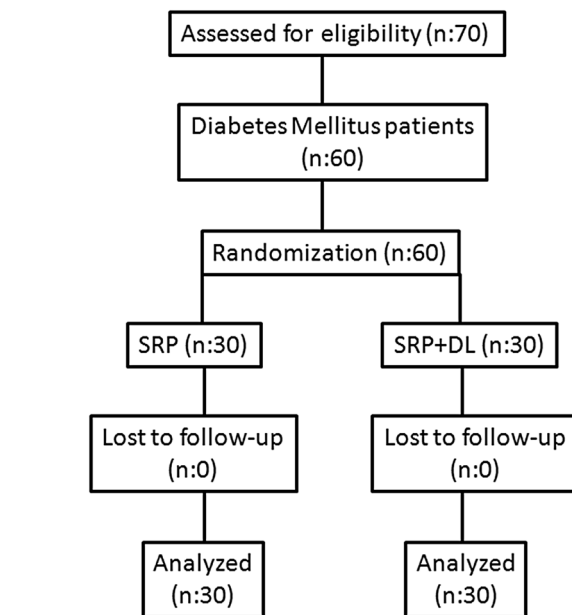 Assessed for eligibility (n:70)
Diabetes Mellitus patients
(n:60)
Randomization (n:60)
SRP (n:30)
SRP+DL (n:30)
Lost to follow-up
(n:0)
Lost to follow-up
(n:0)
Analyzed
(n:30)
Analyzed
(n:30)